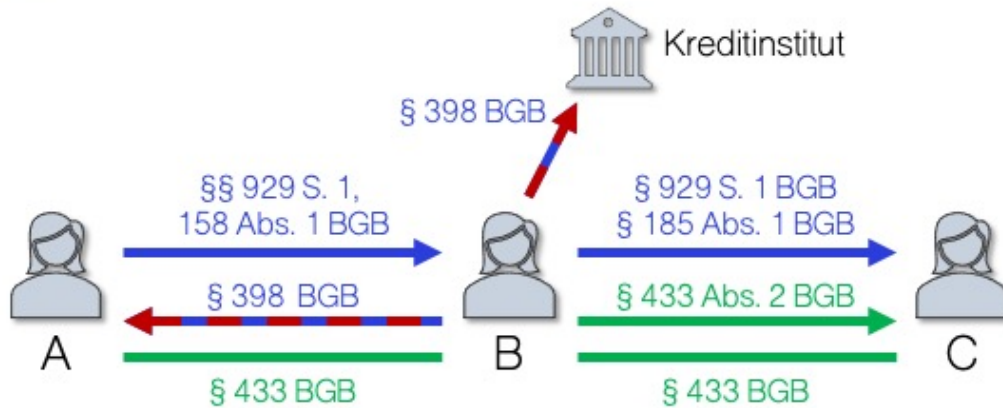 Kreditinstitut
§ 398 BGB
§§ 929 S. 1,
158 Abs. 1 BGB
§ 929 S. 1 BGB
§ 185 Abs. 1 BGB
§ 398 BGB
§ 433 Abs. 2 BGB
A
B
C
§ 433 BGB
§ 433 BGB